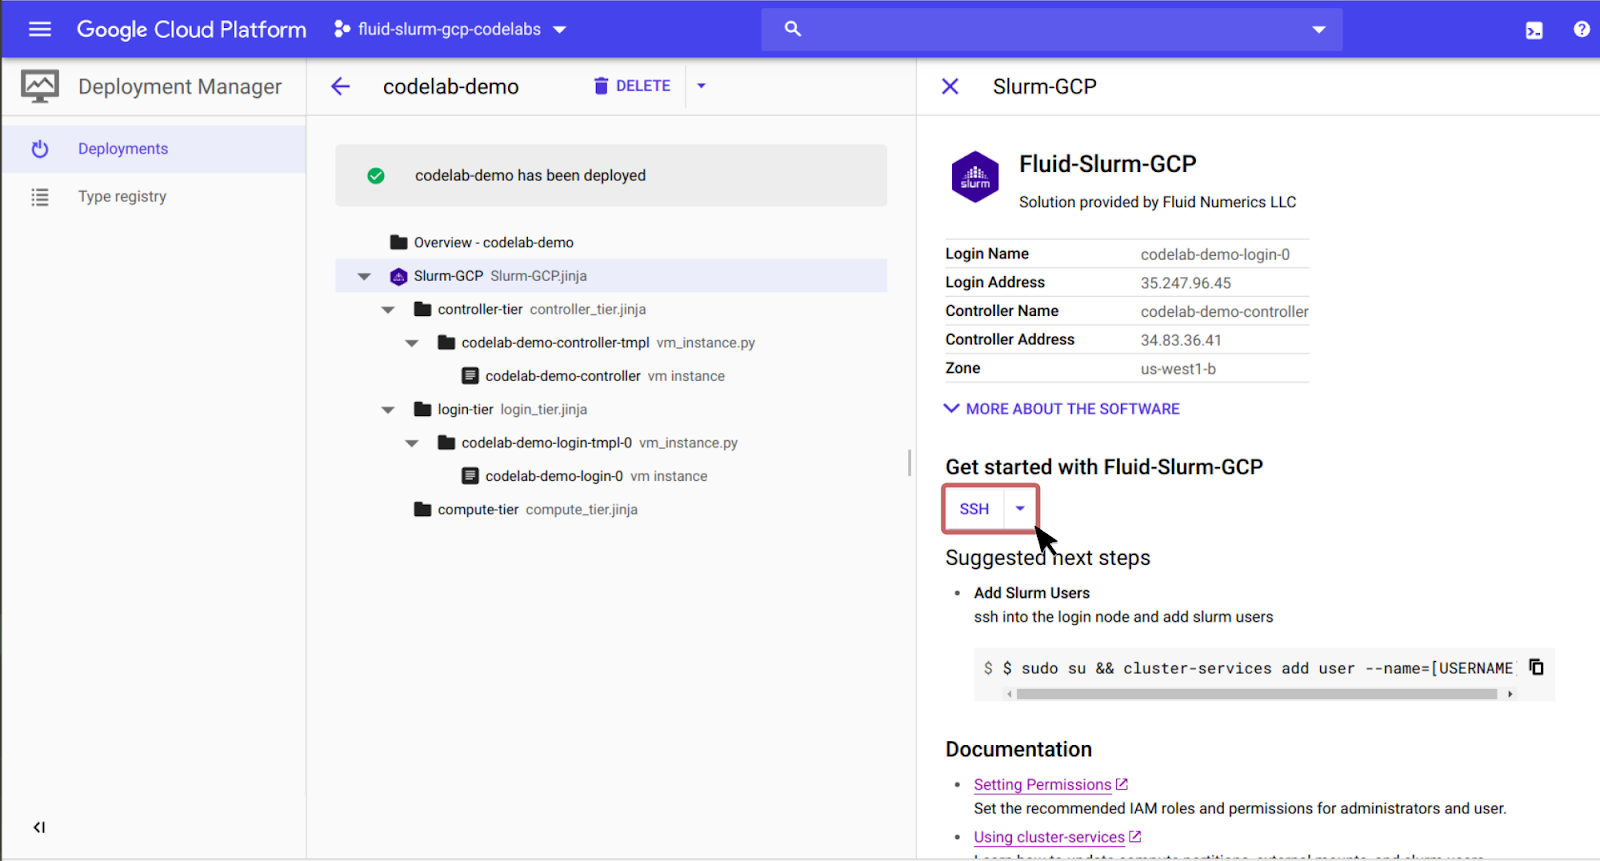 Google Cloud Platform
fluid-slurm-gcp-codelabs
Deployment Manager
codelab-demo
DELETE
Slurm-GCP
Deployments
Type registry
codelab-demo has been deployed
Overview - codelab-demo
Slurm-GCP Slurm-GCP.jinja
controller-tier controller_tier.jinja
codelab-demo-controller-tmpl vm_instance.py
codelab-demo-controller vm instance
login-tier login_tier.jinja
codelab-demo-login-tmpl-0 vm_instance.py
codelab-demo-login-0 vm instance
compute-tier compute_tier.jinja
slurm
Fluid-Slurm-GCP
Solution provided by Fluid Numerics LLC
Login Name codelab-demo-login-0
Login Address 35.247.96.45
Controller Name codelab-demo-controller
Controller Address 34.83.36.41
Zone us-west1-b
MORE ABOUT THE SOFTWARE
Get started with Fluid-Slurm-GCP
SSH
Suggested next steps
Add Slurm Users
ssh into the login node and add slurm users
$ $ sudo su && cluster-services add user --name=[USERNAME
Documentation
Setting Permissions
Set the recommended IAM roles and permissions for administrators and user.
Using cluster-services